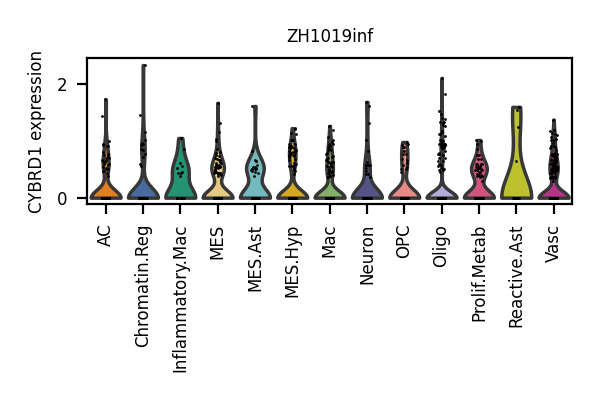 ZH1019inf
CYBRD1 expression
2
0
AC
Chromatin.Reg
Inflammatory.Mac
MES
MES.Ast
MES.Hyp
Mac
Neuron
OPC
Oligo
Prolif.Metab
Reactive.Ast
Vasc